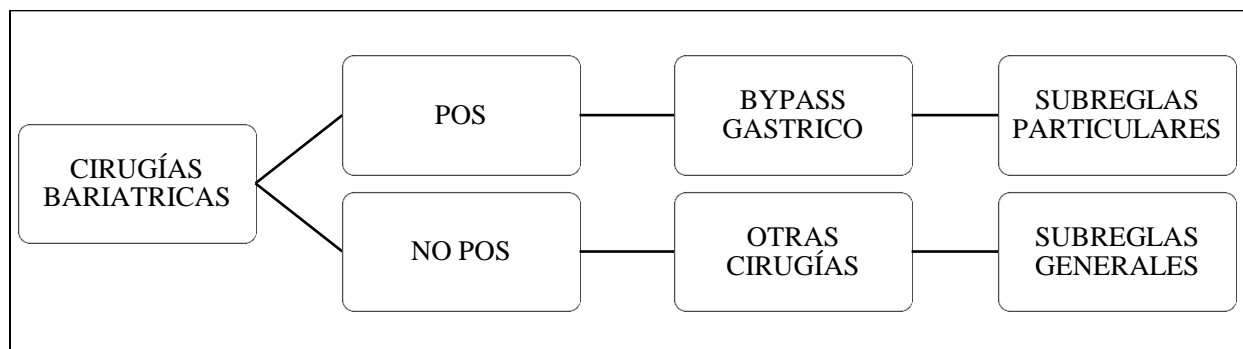 CIRUGÍAS
BARIATRICAS
POS
BYPASS
GASTRICO
SUBREGLAS
PARTICULARES
NO POS
OTRAS
CIRUGÍAS
SUBREGLAS
GENERALES